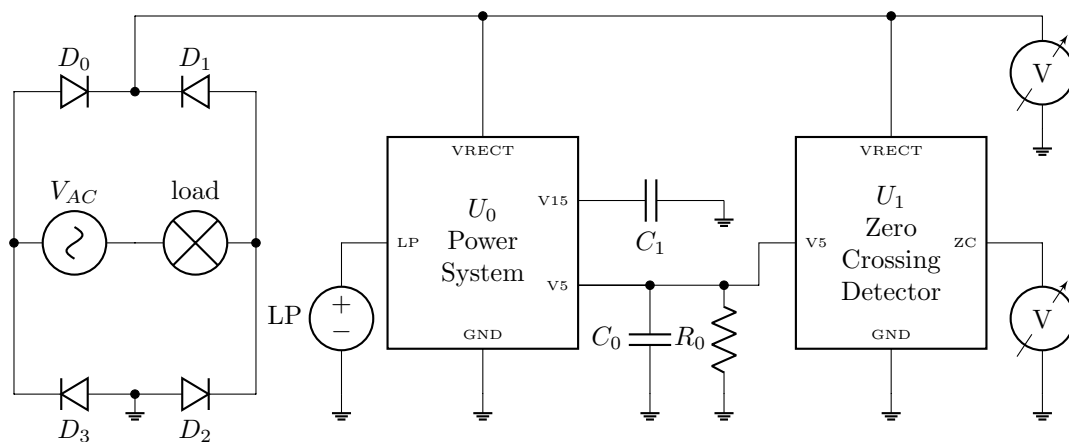 D0
D1
V
VRECT
VRECT
VAC
load
U0
Power
System
V15
C1
U1
Zero
Crossing
Detector
LP
V5
ZC
LP
+
−
V5
V
C0
R0
GND
GND
D3
D2